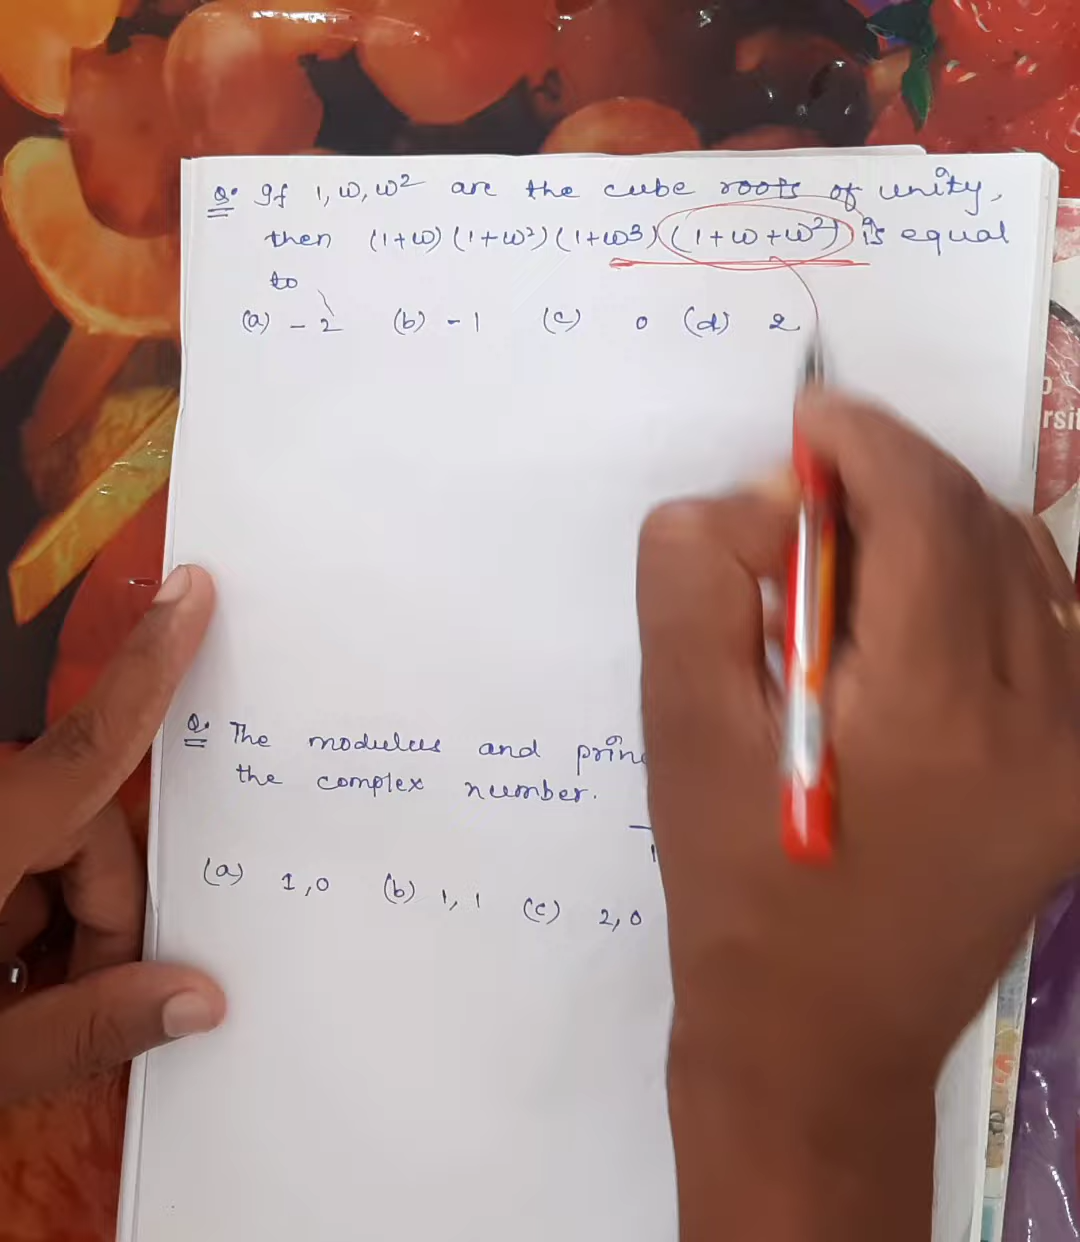 Q. If 1, ω, ω² are the cube roots of unity,
then (1+ω) (1+ω²) (1+ω3) (1+ω+ω²) is equal
to
(a) -2 (b) -1 (c) 0 (d) 2
Q. The modulus and
the complex number.
(a) 1,0 (b) 1,1 (c) 2,0